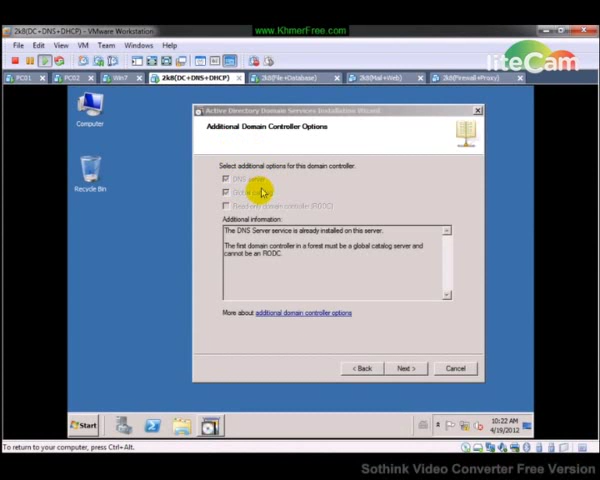 www.KhmerFree.com
2k8(DC+DNS+DHCP) - VMware Workstation
File Edit View VM Team Windows Help
liteCam
PC01 PC02 Win7 2k8(DC+DNS+DHCP) 2k8(File+Database) 2k8(Mail+Web) 2k8(Firewall+Proxy)
Computer
Recycle Bin
Active Directory Domain Services Installation Wizard
Additional Domain Controller Options
Select additional options for this domain controller.
DNS server
Global catalog
Read-only domain controller (RODC)
Additional information:
The DNS Server service is already installed on this server.
The first domain controller in a forest must be a global catalog server and
cannot be an RODC.
More about additional domain controller options
< Back Next > Cancel
Start
10:22 AM
4/19/2012
To return to your computer, press Ctrl+Alt.
Sothink Video Converter Free Version